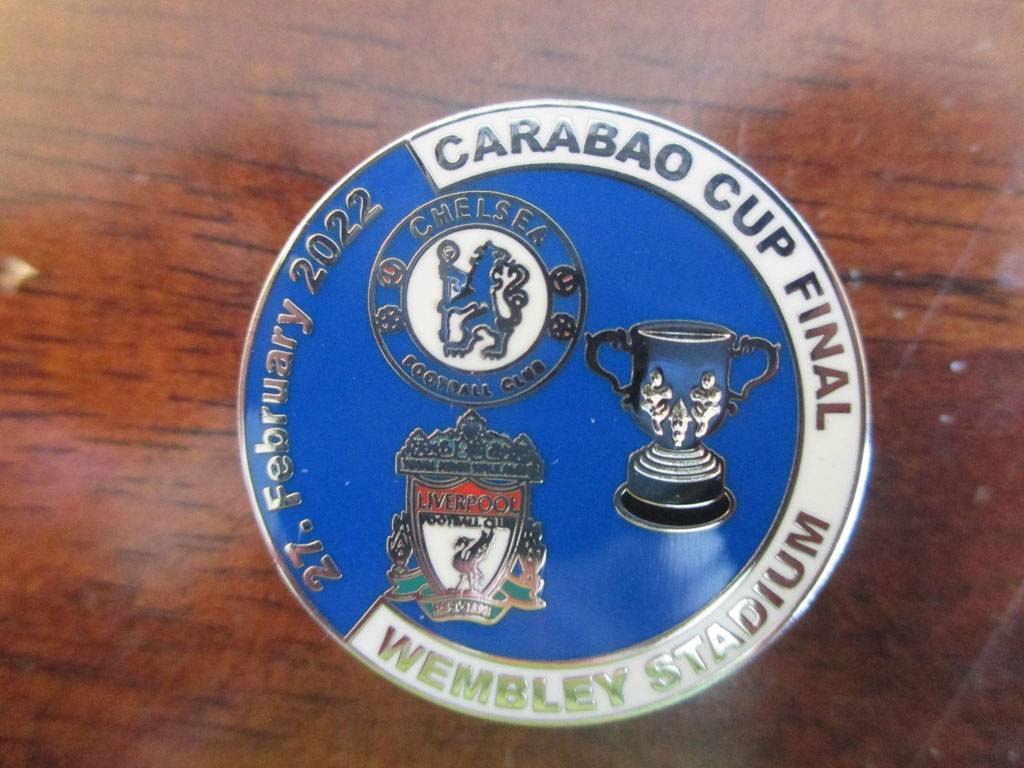 CARABAO CUP FINAL
27. February 2022
CHELSEA
FOOTBALL CLUB
LIVERPOOL
FOOTBALL CLUB
WEMBLEY STADIUM